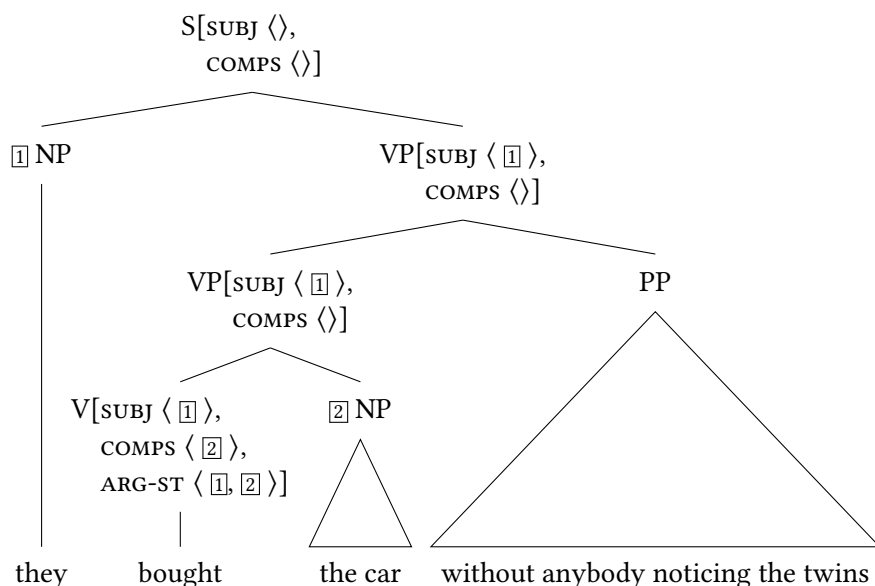 S[SUBJ ⟨⟩,
COMPS ⟨⟩]
1 NP
VP[SUBJ ⟨ 1 ⟩,
COMPS ⟨⟩]
VP[SUBJ ⟨ 1 ⟩,
COMPS ⟨⟩]
PP
V[SUBJ ⟨ 1 ⟩,
COMPS ⟨ 2 ⟩,
ARG-ST ⟨ 1, 2 ⟩]
2 NP
they bought the car without anybody noticing the twins